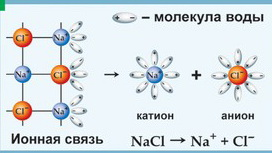 – молекула воды
Cl⁻ Na⁺
Na⁺ Cl⁻
Cl⁻ Na⁺
→ Na⁺ + Cl⁻
катион анион
Ионная связь NaCl → Na⁺ + Cl⁻